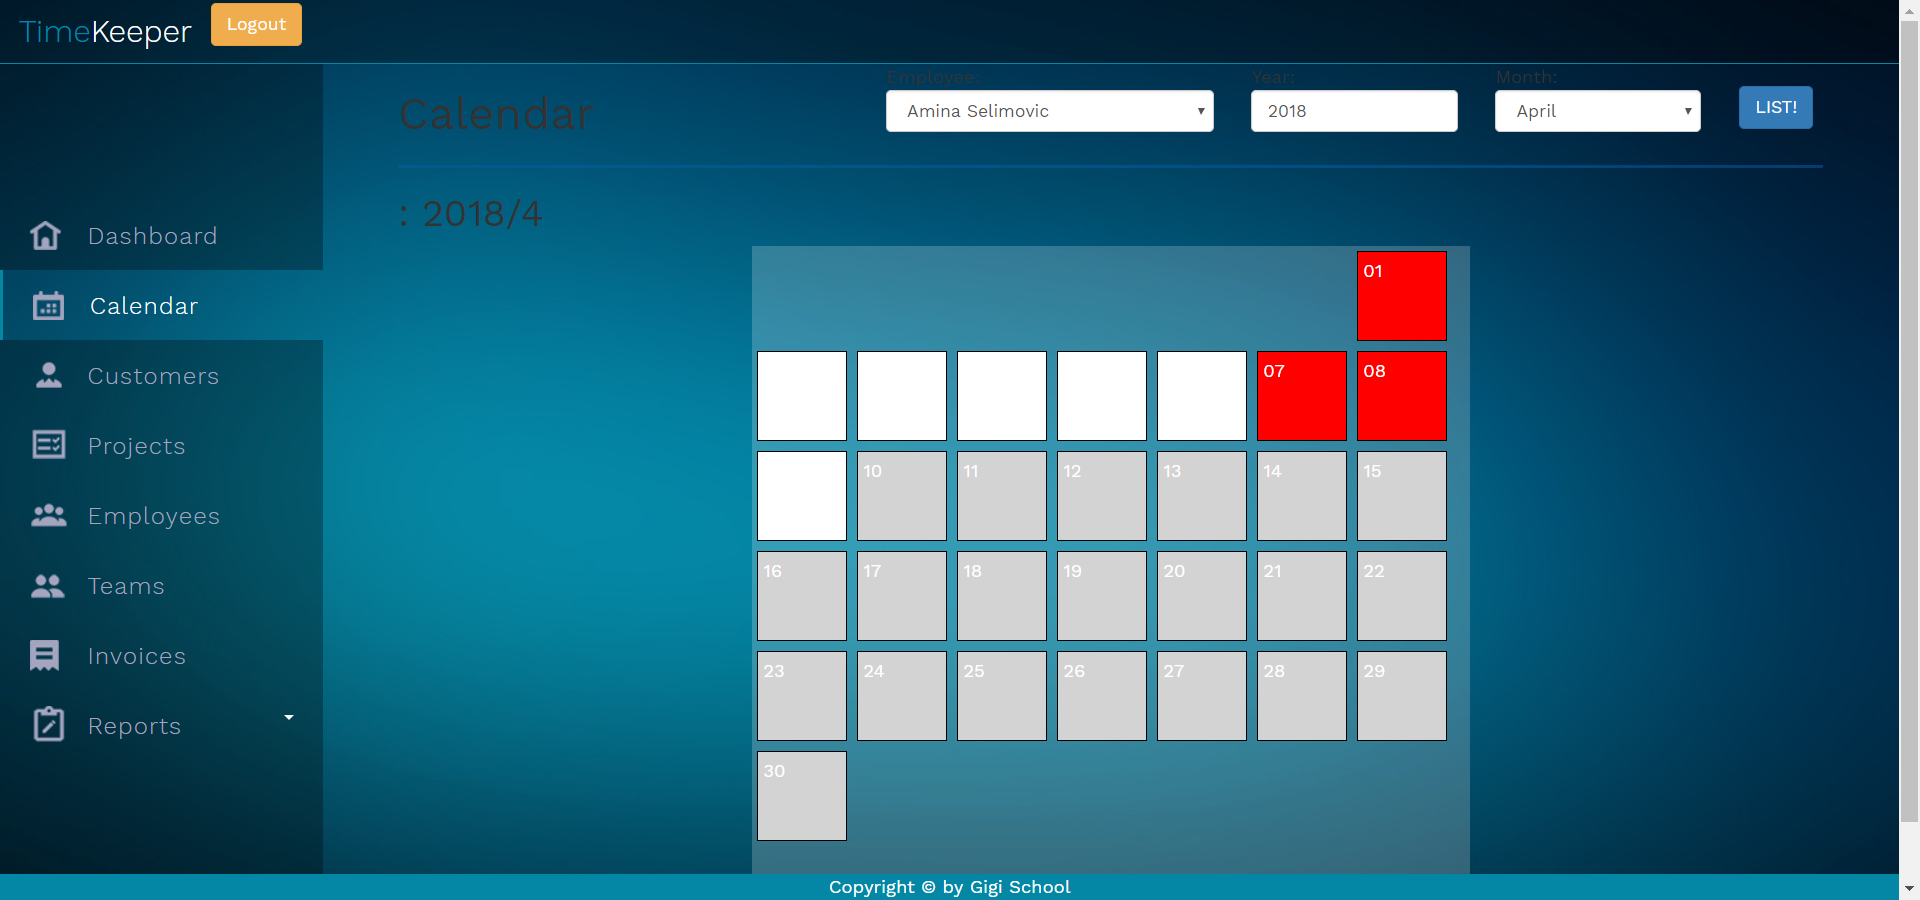 TimeKeeper
Logout
Dashboard
Calendar
Customers
Projects
Employees
Teams
Invoices
Reports
Calendar
Employee:
Year:
Month:
Amina Selimovic
2018
April
LIST!
: 2018/4
01
07 08
10 11 12 13 14 15
16 17 18 19 20 21 22
23 24 25 26 27 28 29
30
Copyright © by Gigi School